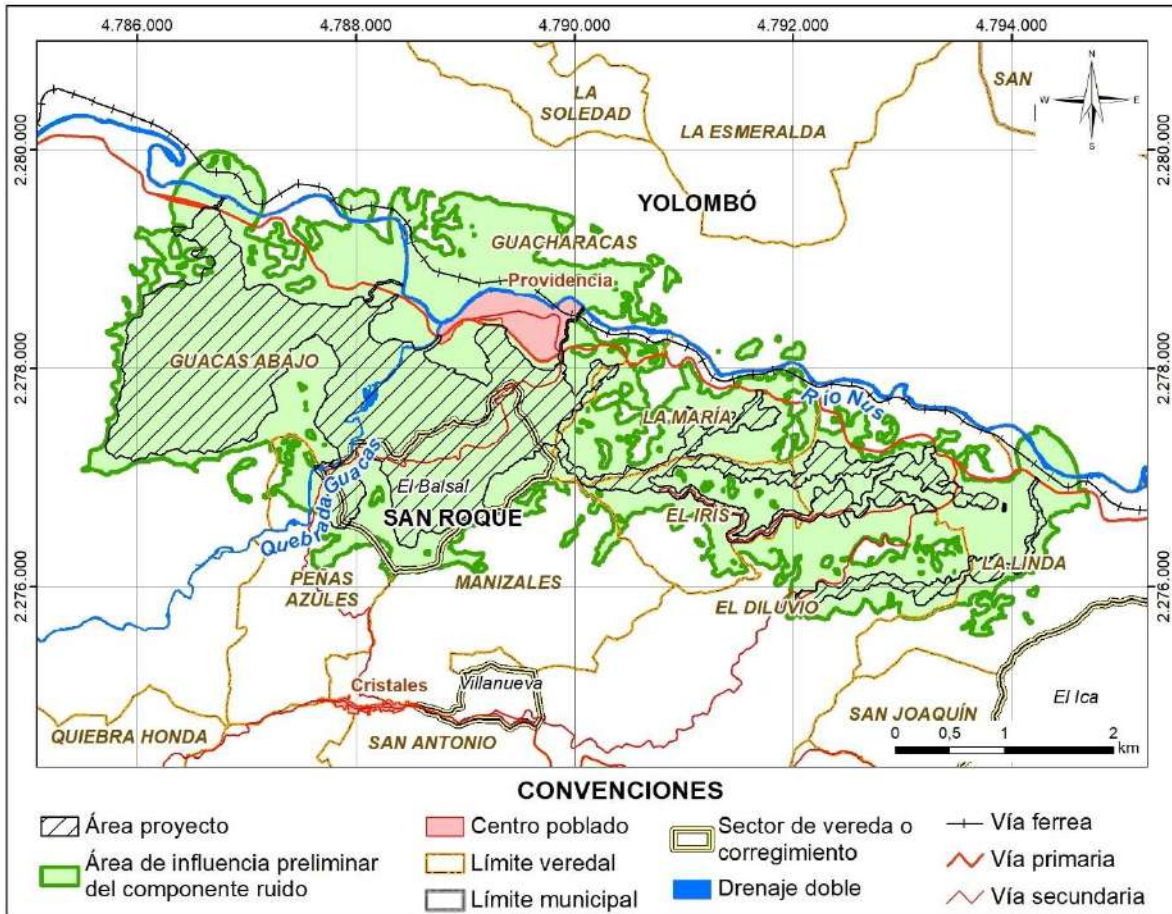 4.786.000
4.788.000
4.790.000
4.792.000
4.794.000
N
W
E
S
SAN
LA
SOLEDAD
LA ESMERALDA
2.280.000
2.280.000
YOLOMBÓ
GUACHARACAS
Providencia
GUACAS ABAJO
2.278.000
2.278.000
Río Nus
LA MARÍA
Quebrada Guacas
El Balsal
SAN ROQUE
EL IRIS
PEÑAS
AZULES
MANIZALES
LA LINDA
EL DILUVIO
2.276.000
2.276.000
Cristales
Villanueva
El Ica
QUIEBRA HONDA
SAN ANTONIO
SAN JOAQUÍN
0 0,5 1 2
km
CONVENCIONES
Área proyecto
Área de influencia preliminar
del componente ruido
Centro poblado
Límite veredal
Límite municipal
Sector de vereda o
corregimiento
Drenaje doble
Vía ferrea
Vía primaria
Vía secundaria